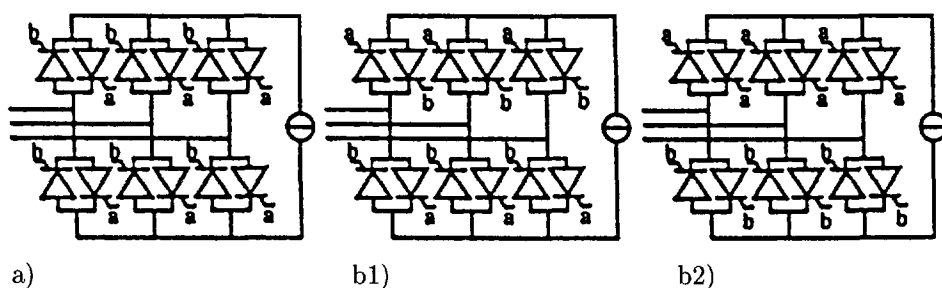 b b b a a a a a a
a a a b b b a a a
b b b b b b b b b
a a a a a a b b b
a) b1) b2)